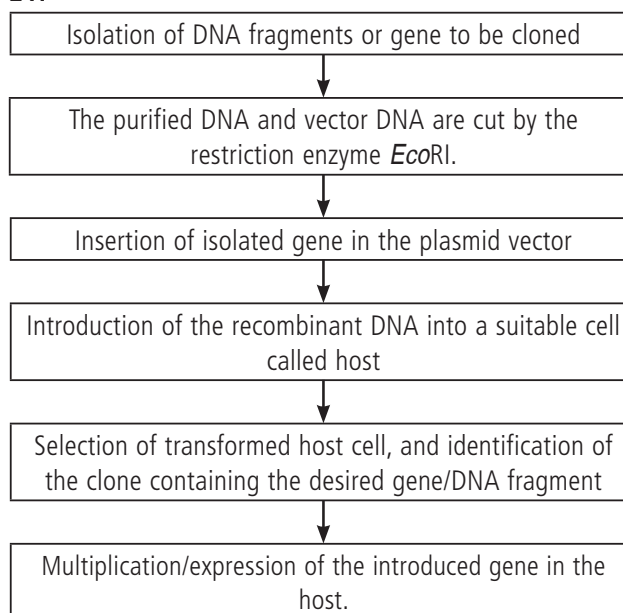 Isolation of DNA fragments or gene to be cloned
The purified DNA and vector DNA are cut by the
restriction enzyme EcoRI.
Insertion of isolated gene in the plasmid vector
Introduction of the recombinant DNA into a suitable cell
called host
Selection of transformed host cell, and identification of
the clone containing the desired gene/DNA fragment
Multiplication/expression of the introduced gene in the
host.